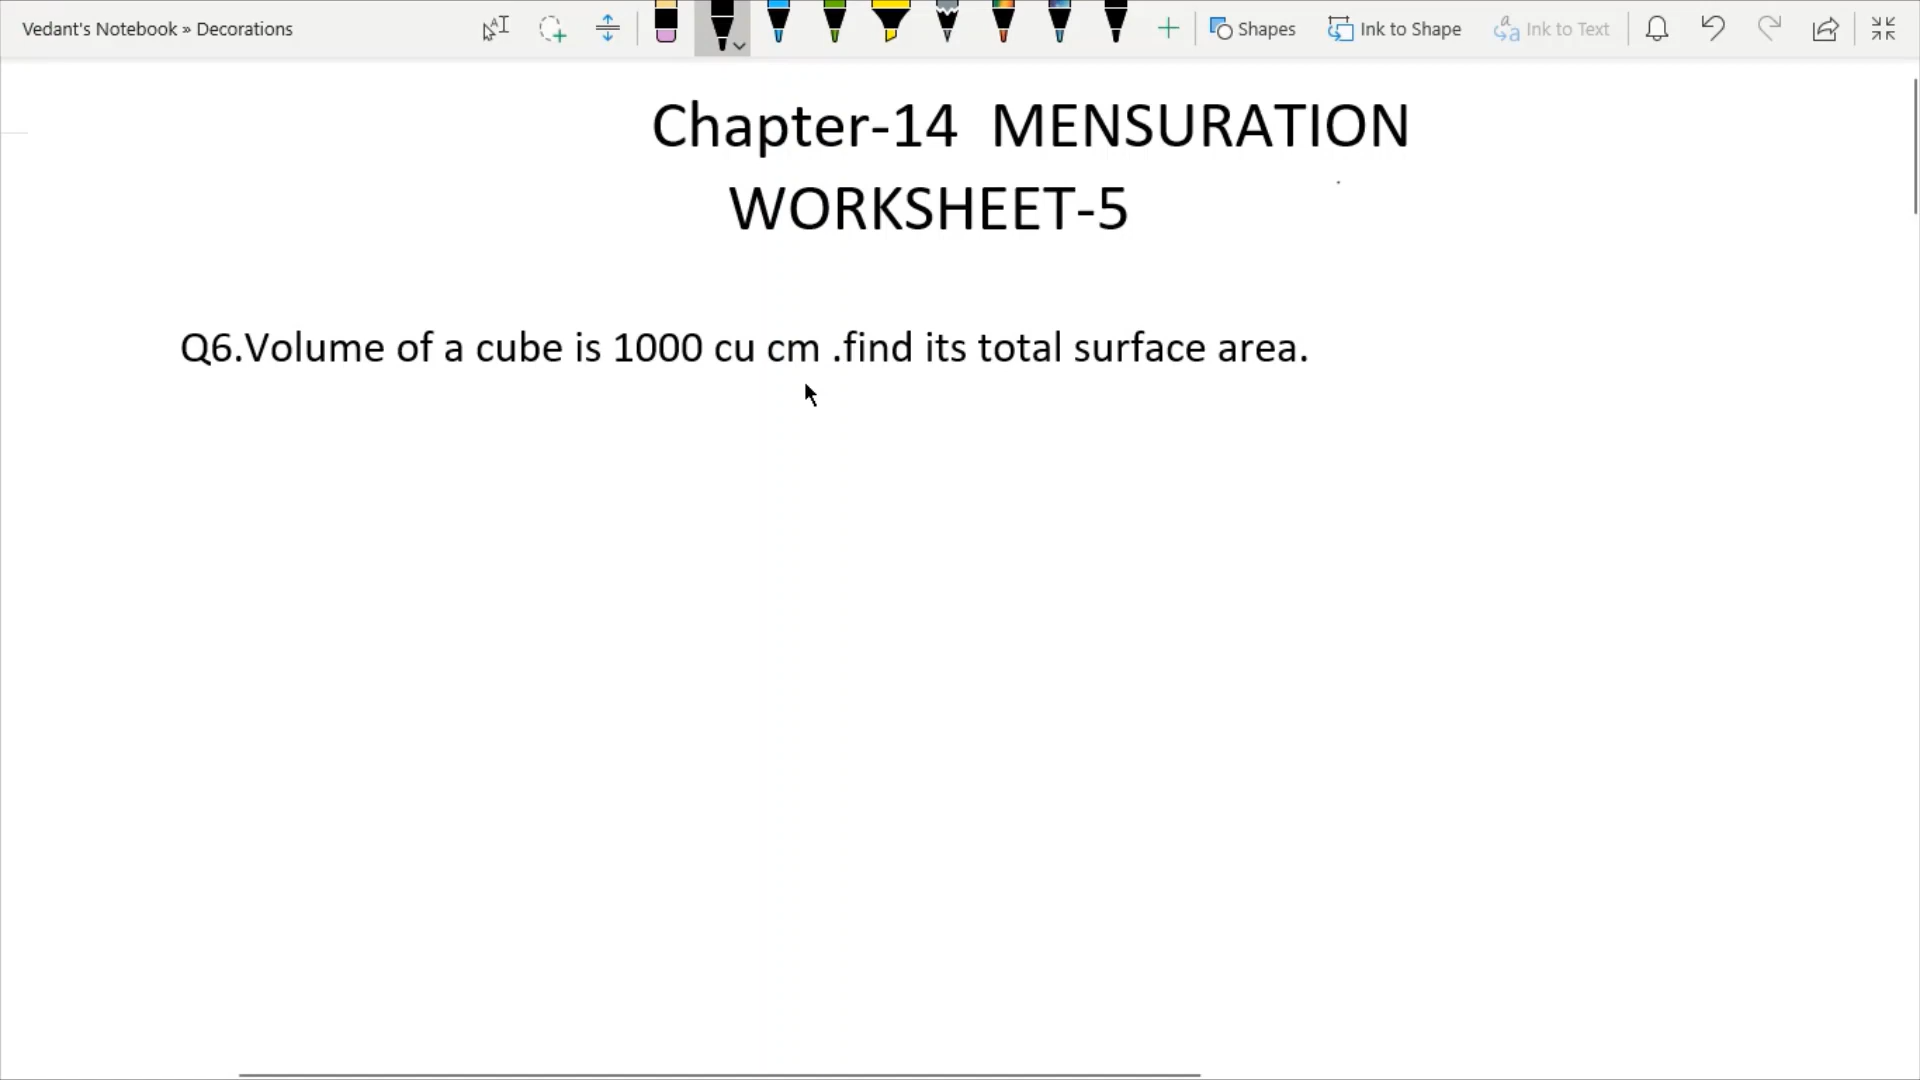 Vedant's Notebook » Decorations
Shapes
Ink to Shape
Ink to Text
Chapter-14 MENSURATION
WORKSHEET-5
Q6.Volume of a cube is 1000 cu cm .find its total surface area.